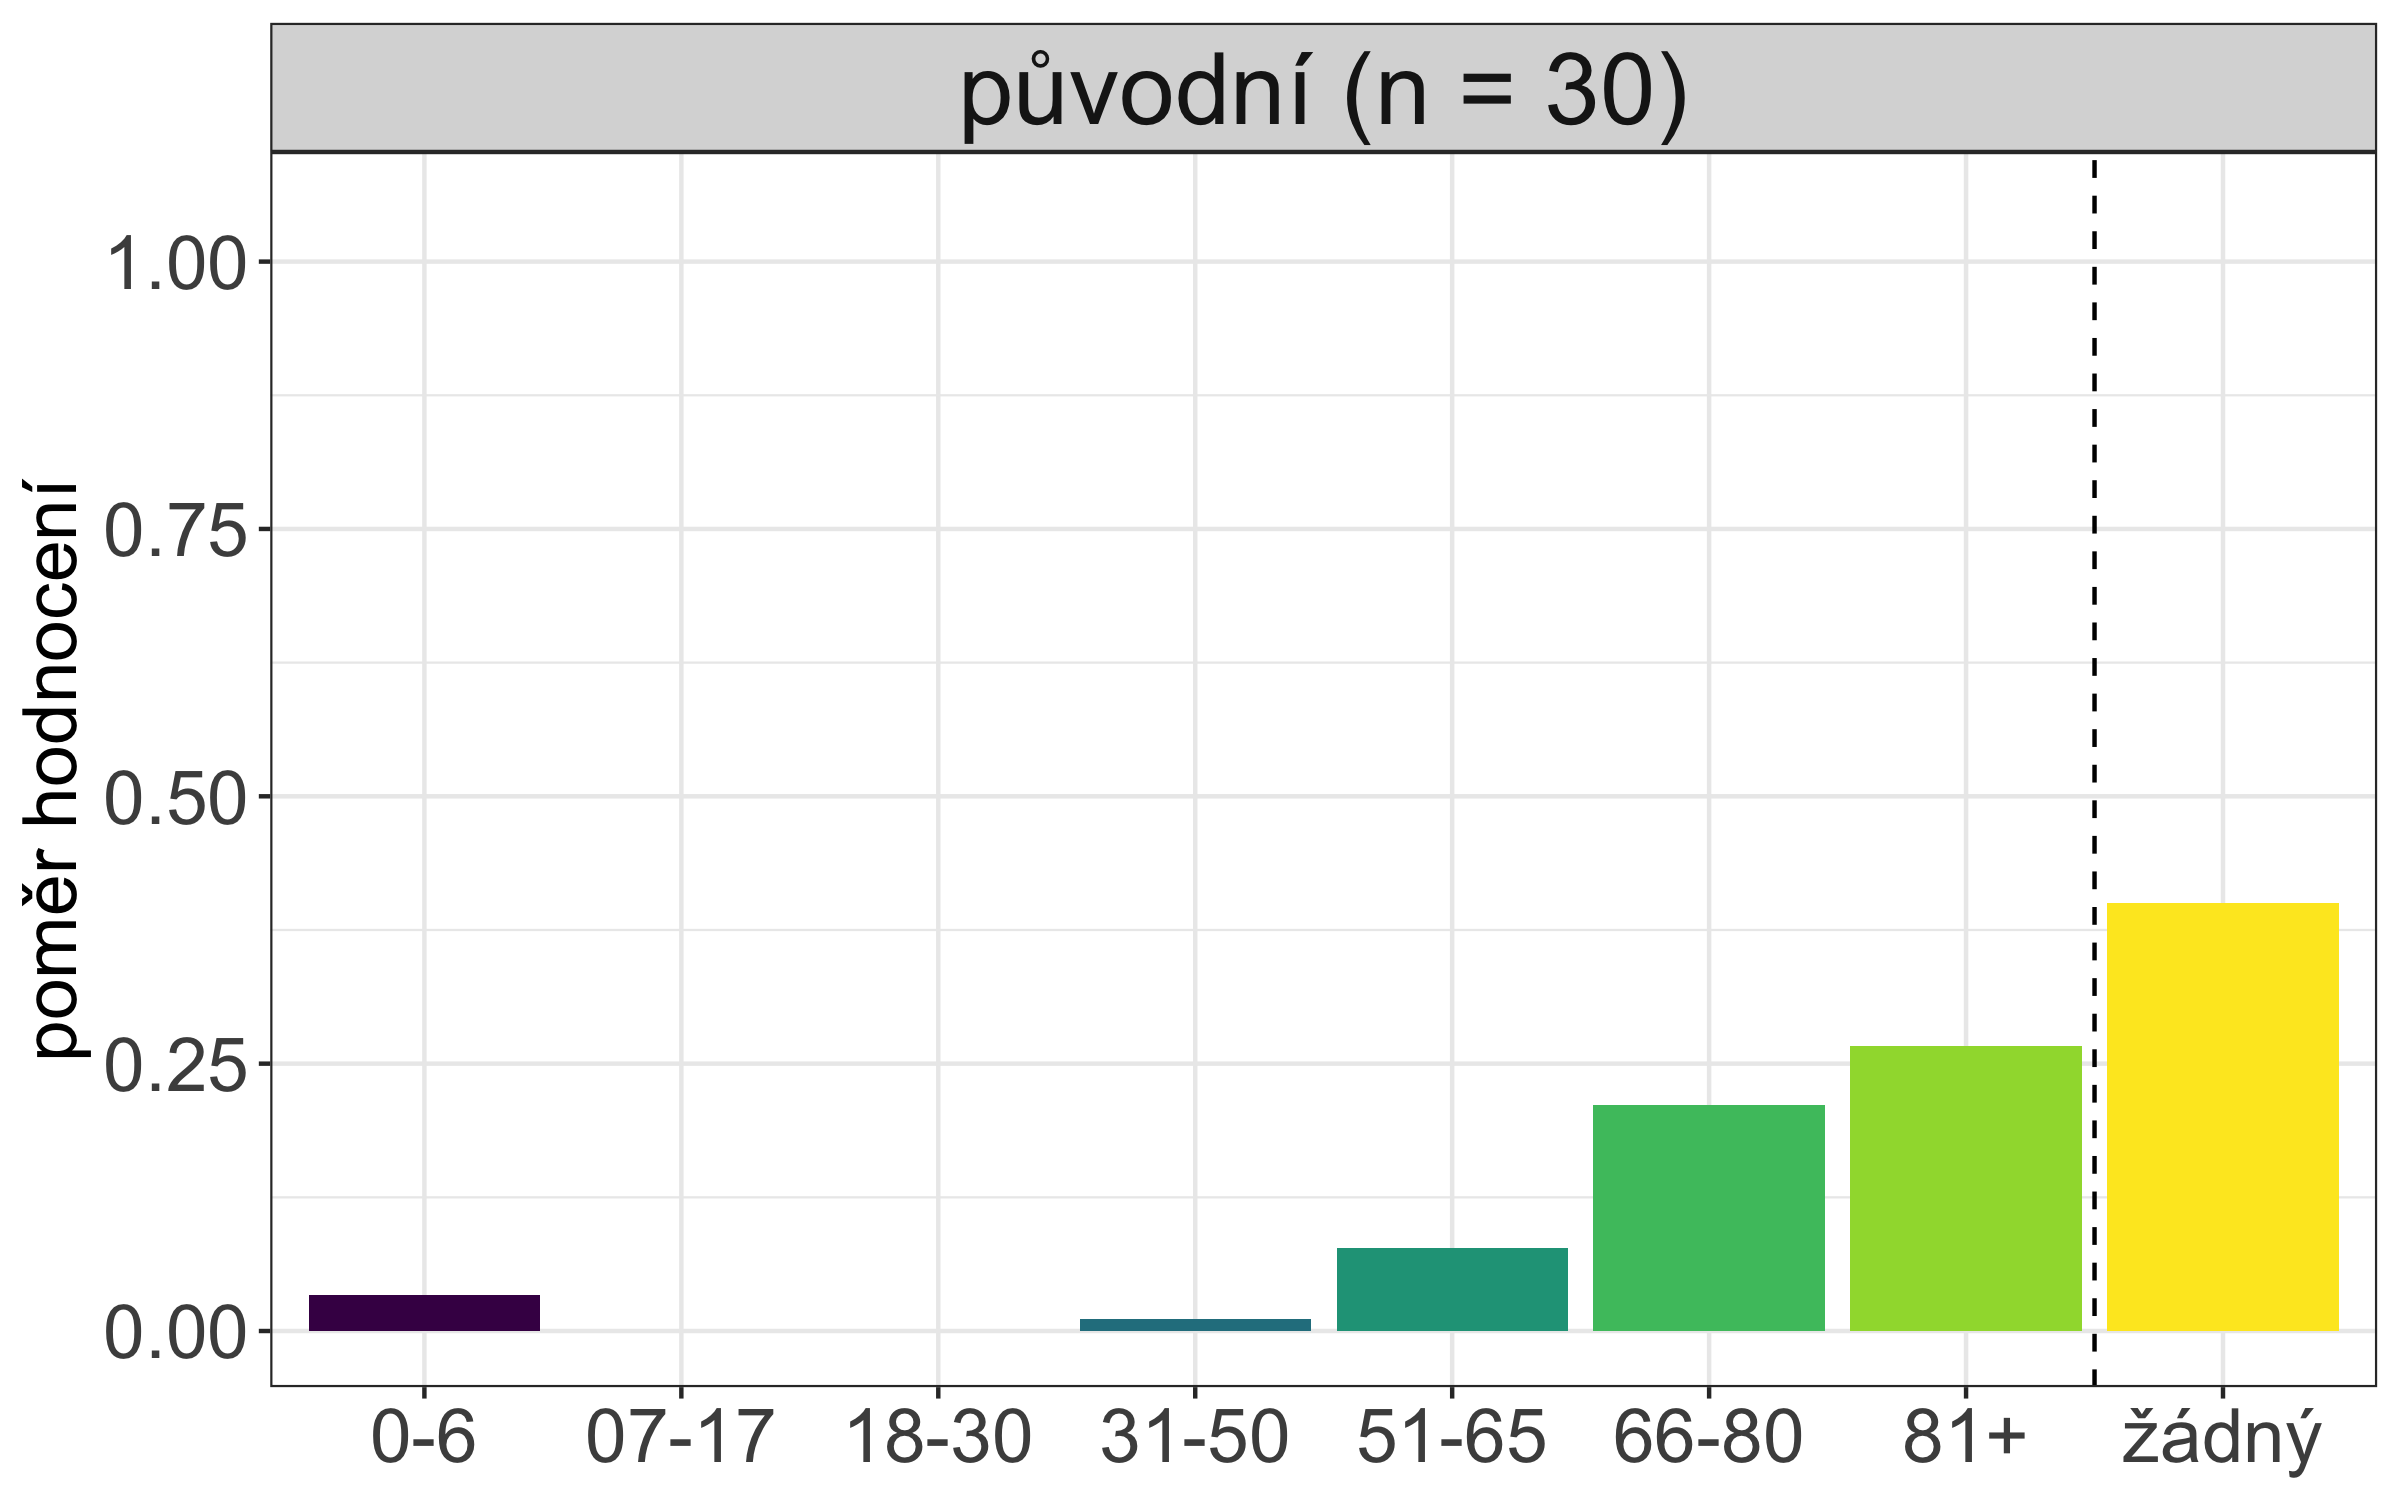 původní (n = 30)
poměr hodnocení
1.00
0.75
0.50
0.25
0.00
0-6 07-17 18-30 31-50 51-65 66-80 81+ žádný